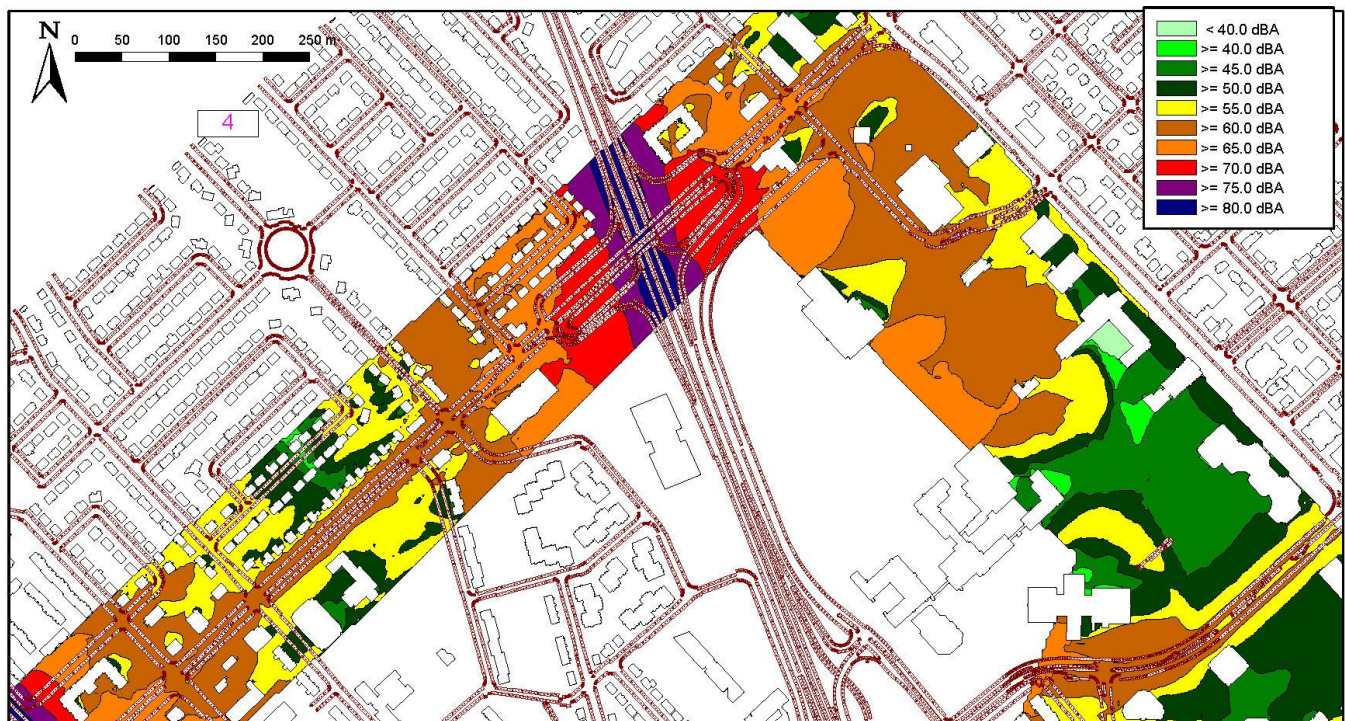 N
0 50 100 150 200 250 m
4
< 40.0 dBA
>= 40.0 dBA
>= 45.0 dBA
>= 50.0 dBA
>= 55.0 dBA
>= 60.0 dBA
>= 65.0 dBA
>= 70.0 dBA
>= 75.0 dBA
>= 80.0 dBA